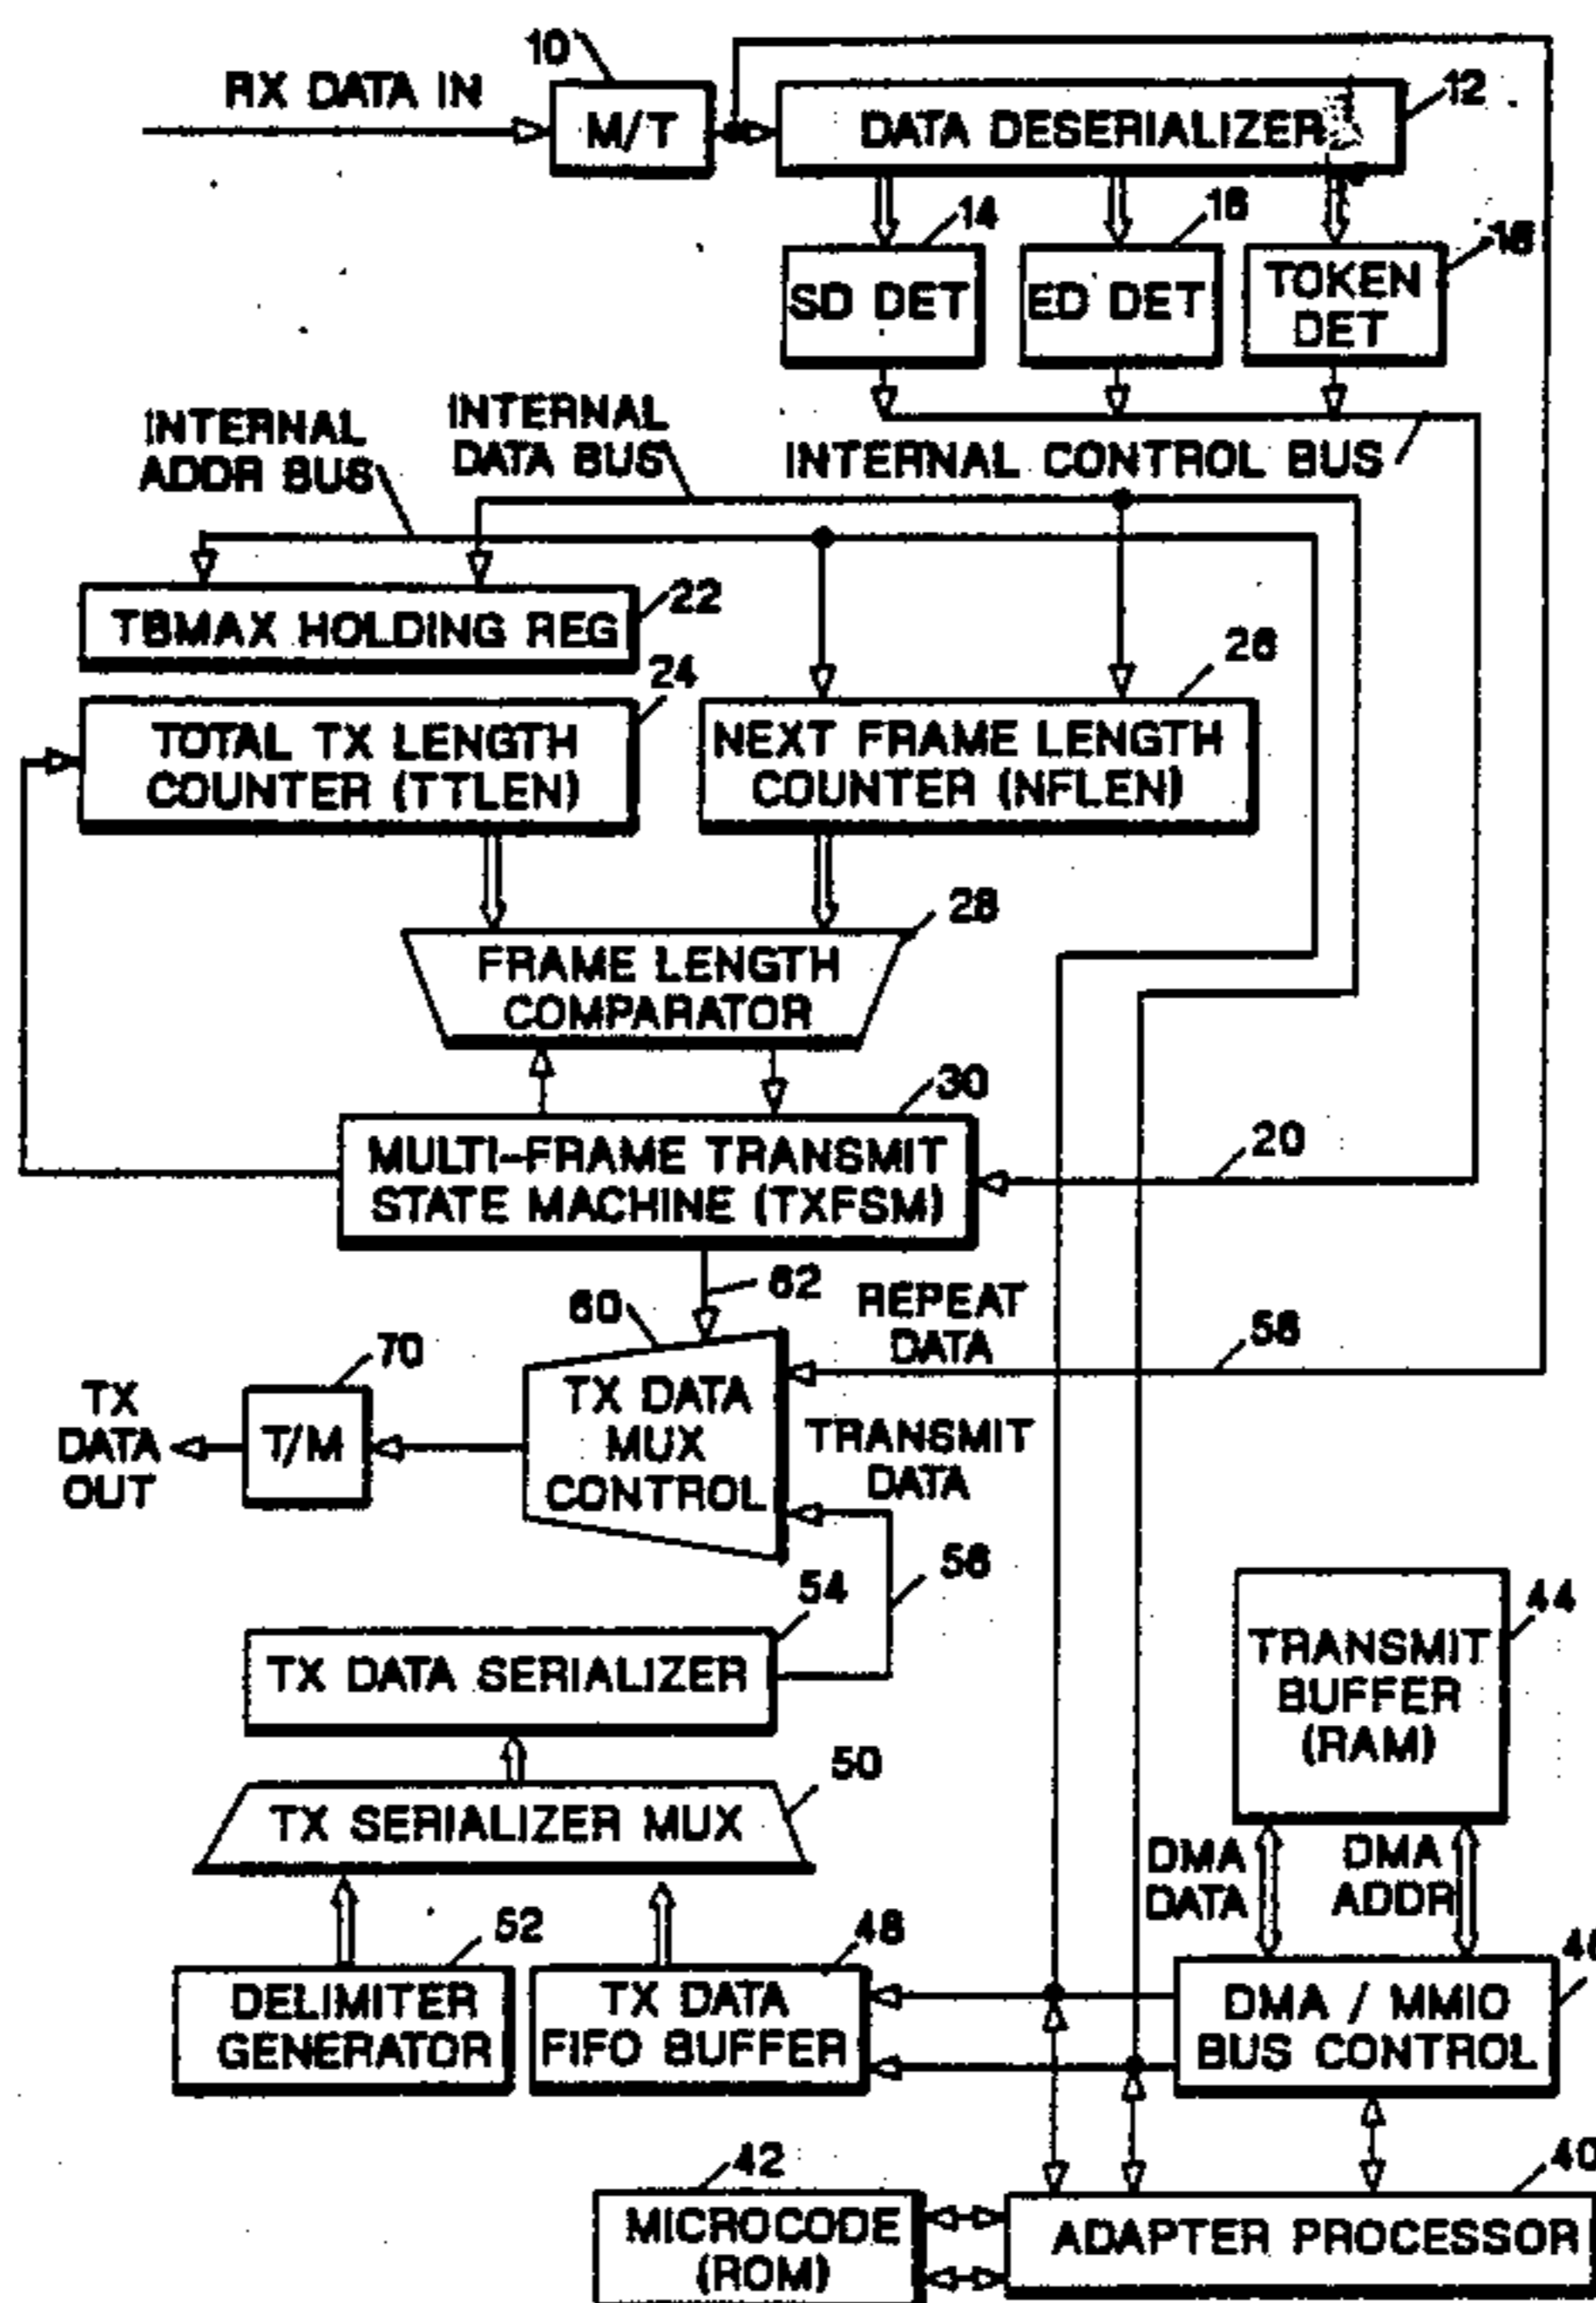 10
RX DATA IN
M/T
DATA DESERIALIZER
12
14
16
18
SD DET
ED DET
TOKEN
DET
INTERNAL
ADDR BUS
INTERNAL
DATA BUS
INTERNAL CONTROL BUS
TBMAX HOLDING REG
22
24
26
TOTAL TX LENGTH
COUNTER (TTLEN)
NEXT FRAME LENGTH
COUNTER (NFLEN)
28
FRAME LENGTH
COMPARATOR
30
MULTI-FRAME TRANSMIT
STATE MACHINE (TXFSM)
20
62
60
REPEAT
DATA
58
70
TX
DATA
OUT
T/M
TX DATA
MUX
CONTROL
TRANSMIT
DATA
56
54
TX DATA SERIALIZER
44
TRANSMIT
BUFFER
(RAM)
50
TX SERIALIZER MUX
DMA
DATA
DMA
ADDR
52
48
DELIMITER
GENERATOR
TX DATA
FIFO BUFFER
DMA / MMIO
BUS CONTROL
42
40
MICROCODE
(ROM)
ADAPTER PROCESSOR